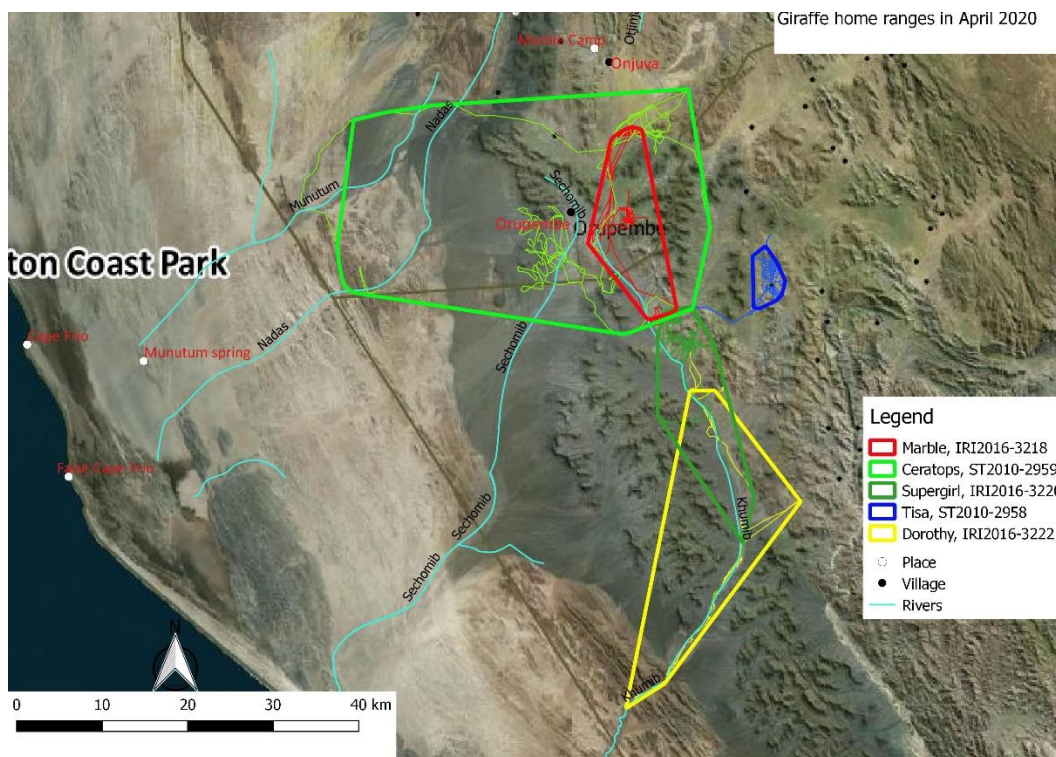 Giraffe home ranges in April 2020
Marble Camp
Onjuva
Nadas
Munutum
Sechomib
Orupembe
Orupembe
ton Coast Park
Cape Frio
Munutum spring
Nadas
Sechomib
False Cape Frio
Sechomib
Sechomib
Khumib
Khumib
Legend
Marble, IRI2016-3218
Ceratops, ST2010-2959
Supergirl, IRI2016-3220
Tisa, ST2010-2958
Dorothy, IRI2016-3222
Place
Village
Rivers
N
0 10 20 30 40 km